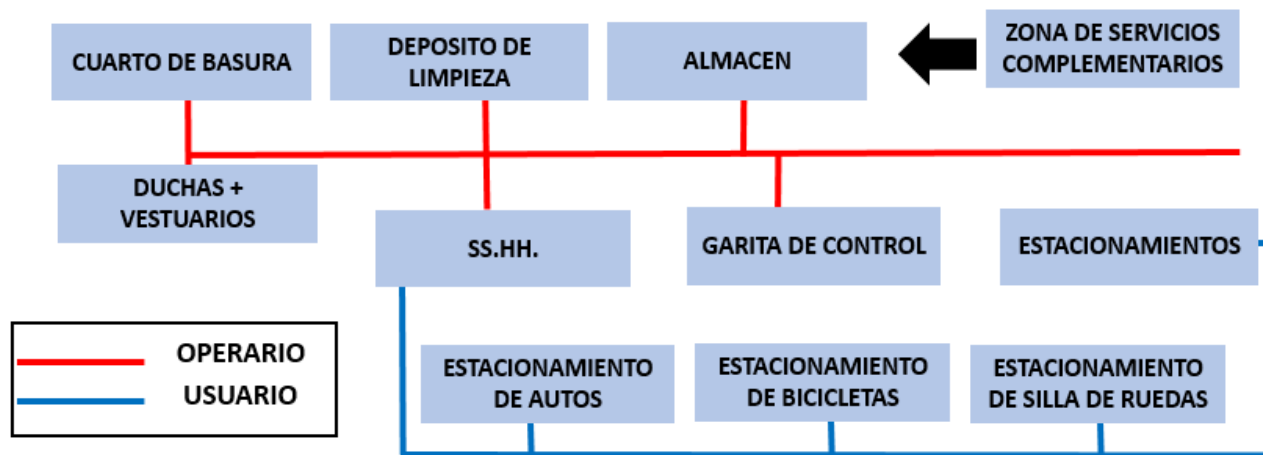 CUARTO DE BASURA
DEPOSITO DE
LIMPIEZA
ALMACEN
ZONA DE SERVICIOS
COMPLEMENTARIOS
DUCHAS +
VESTUARIOS
SS.HH.
GARITA DE CONTROL
ESTACIONAMIENTOS
OPERARIO
USUARIO
ESTACIONAMIENTO
DE AUTOS
ESTACIONAMIENTO
DE BICICLETAS
ESTACIONAMIENTO
DE SILLA DE RUEDAS